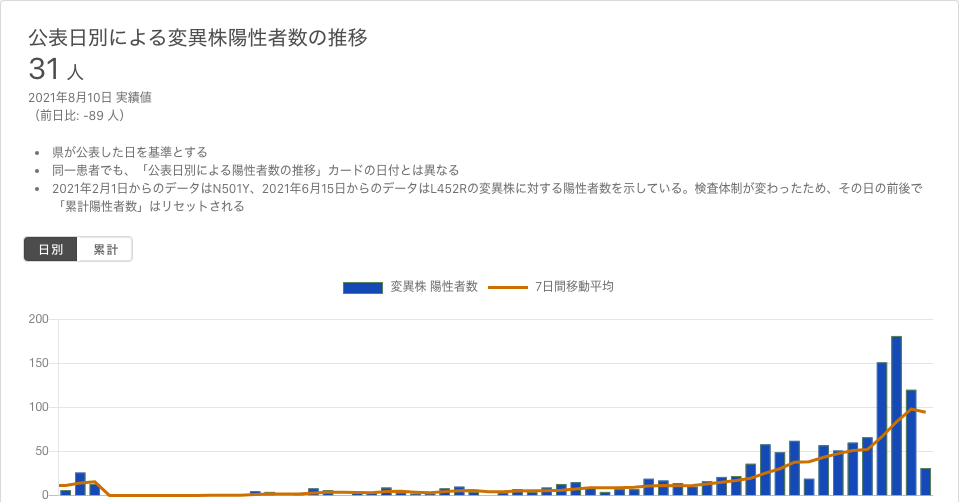 公表日別による変異株陽性者数の推移
31 人
2021年8月10日 実績値
（前日比: -89 人）
• 県が公表した日を基準とする
• 同一患者でも、「公表日別による陽性者数の推移」カードの日付とは異なる
• 2021年2月1日からのデータはN501Y、2021年6月15日からのデータはL452Rの変異株に対する陽性者数を示している。検査体制が変わったため、その日の前後で
「累計陽性者数」はリセットされる
日別 累計
変異株 陽性者数 7日間移動平均
200
150
100
50
0